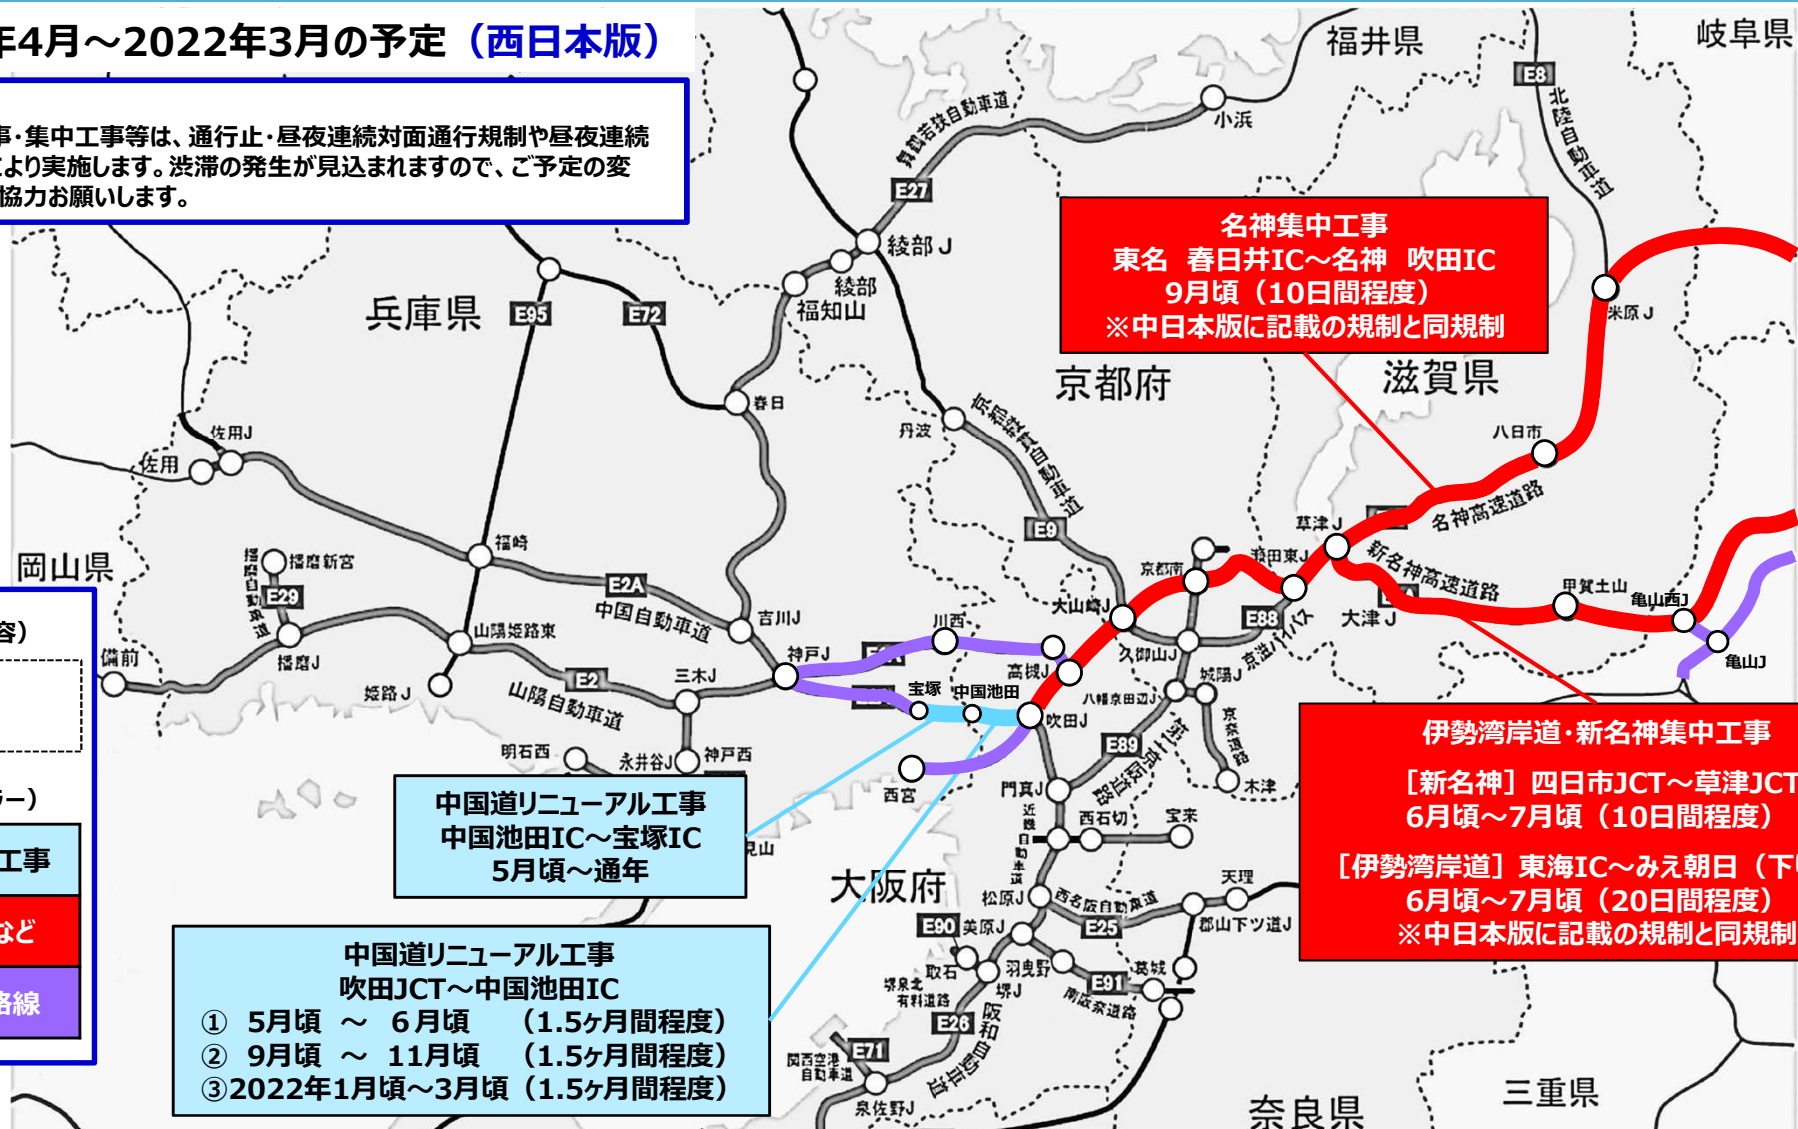 年4月～2022年3月の予定（西日本版）
事・集中工事等は、通行止・昼夜連続対面通行規制や昼夜連続
により実施します。渋滞の発生が見込まれますので、ご予定の変
協力お願いします。
福井県
岐阜県
E8
北陸自動車道
小浜
舞鶴若狭自動車道
E27
綾部J
綾部
福知山
兵庫県
E95
E72
名神集中工事
東名 春日井IC～名神 吹田IC
9月頃（10日間程度）
※中日本版に記載の規制と同規制
米原J
京都府
滋賀県
春日
丹波
京都縦貫自動車道
八日市
佐用J
佐用
名神高速道路
草津J
E9
福崎
岡山県
播磨自動車道
播磨新宮
E29
E2A
中国自動車道
京都南
瀬田東J
新名神高速道路
甲賀土山
亀山西J
大津J
大山崎J
E88
京滋バイパス
吉川J
川西
山陽姫路東
備前
播磨J
神戸J
高槻J
久御山J
城陽J
亀山J
姫路J
E2
山陽自動車道
三木J
宝塚
中国池田
吹田J
八幡京田辺J
京奈道路
第二京阪道路
E89
明石西
永井谷J
神戸西
西宮
門真J
木津
容）
ラー）
工事
など
路線
中国道リニューアル工事
中国池田IC～宝塚IC
5月頃～通年
見山
近畿自動車道
西石切
宝来
伊勢湾岸道・新名神集中工事
［新名神］四日市JCT～草津JCT
6月頃～7月頃（10日間程度）
［伊勢湾岸道］東海IC～みえ朝日（下り
6月頃～7月頃（20日間程度）
※中日本版に記載の規制と同規制
大阪府
松原J
西名阪自動車道
天理
郡山下ツ道J
E90
美原J
E25
中国道リニューアル工事
吹田JCT～中国池田IC
① 5月頃 ～ 6月頃 （1.5ヶ月間程度）
② 9月頃 ～ 11月頃 （1.5ヶ月間程度）
③2022年1月頃～3月頃（1.5ヶ月間程度）
取石
羽曳野
堺泉北
有料道路
堺J
E91
葛城
南阪奈道路
E26
阪和自動車道
関西空港
自動車道
E71
泉佐野J
奈良県
三重県